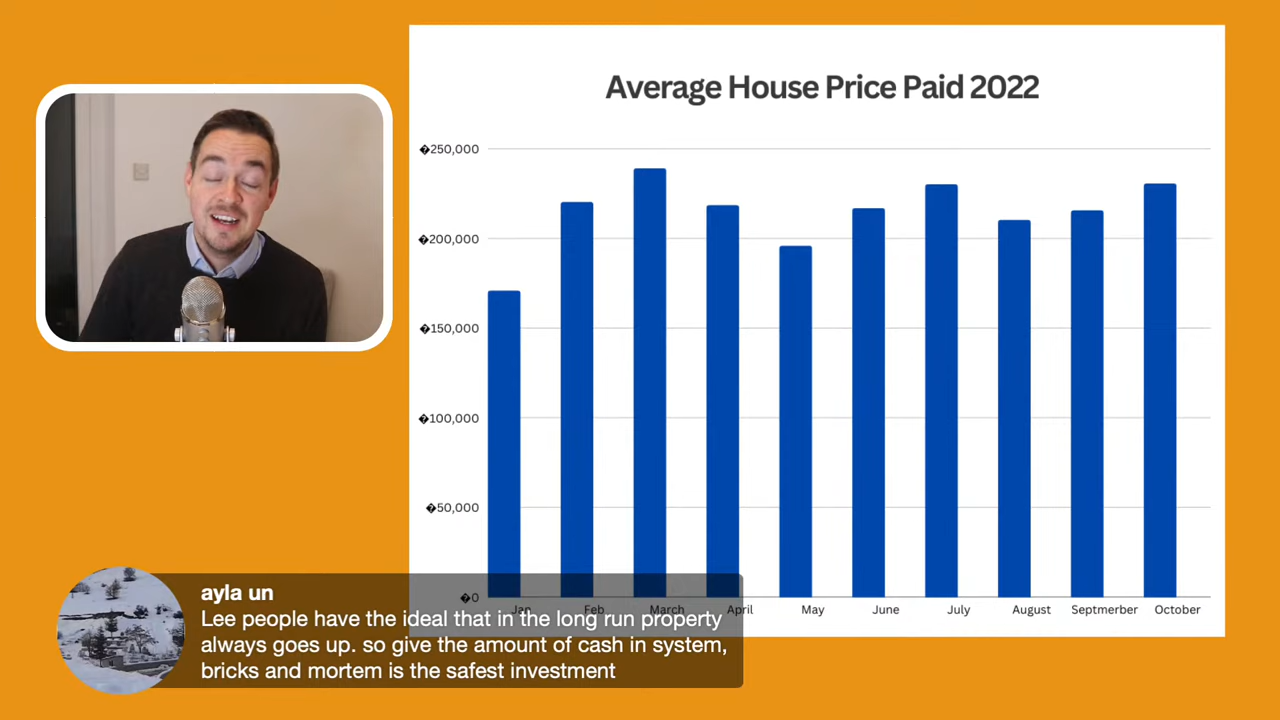 Average House Price Paid 2022
�250,000
�200,000
�150,000
�100,000
�50,000
�0
Jan Feb March April May June July August Septmerber October
ayla un
Lee people have the ideal that in the long run property
always goes up. so give the amount of cash in system,
bricks and mortem is the safest investment